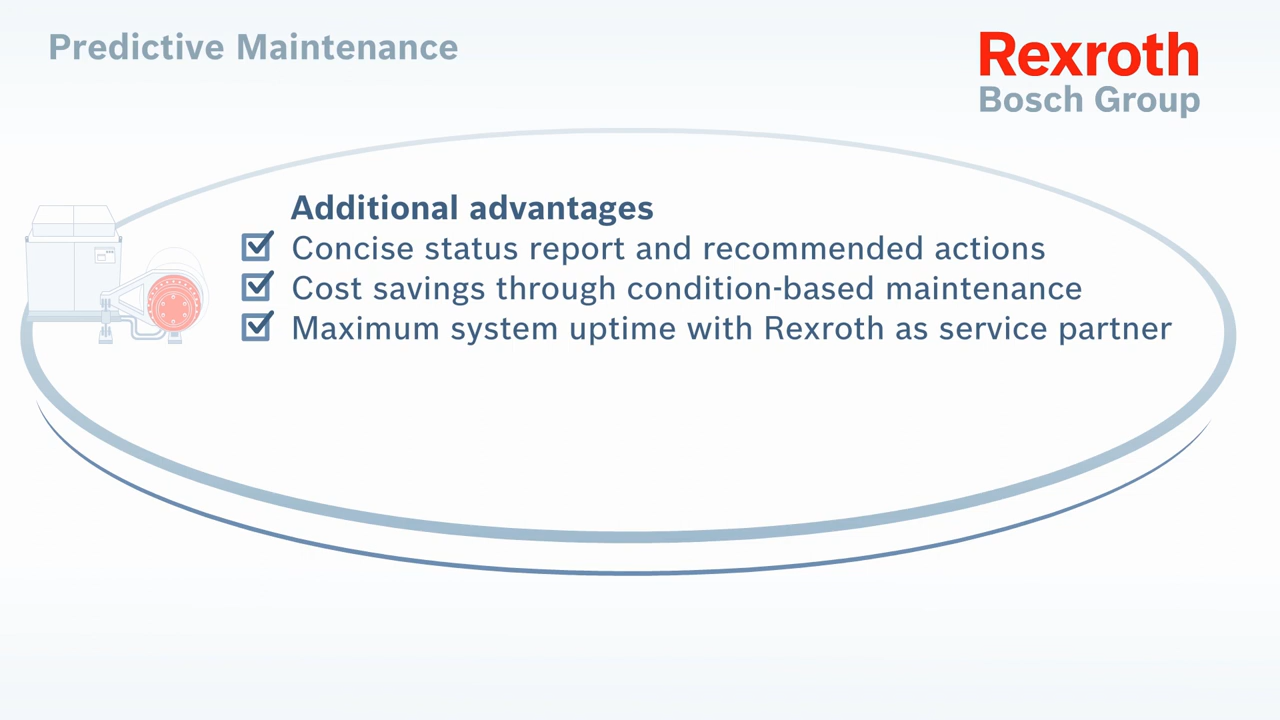 Predictive Maintenance
Rexroth
Bosch Group
Additional advantages
Concise status report and recommended actions
Cost savings through condition-based maintenance
Maximum system uptime with Rexroth as service partner